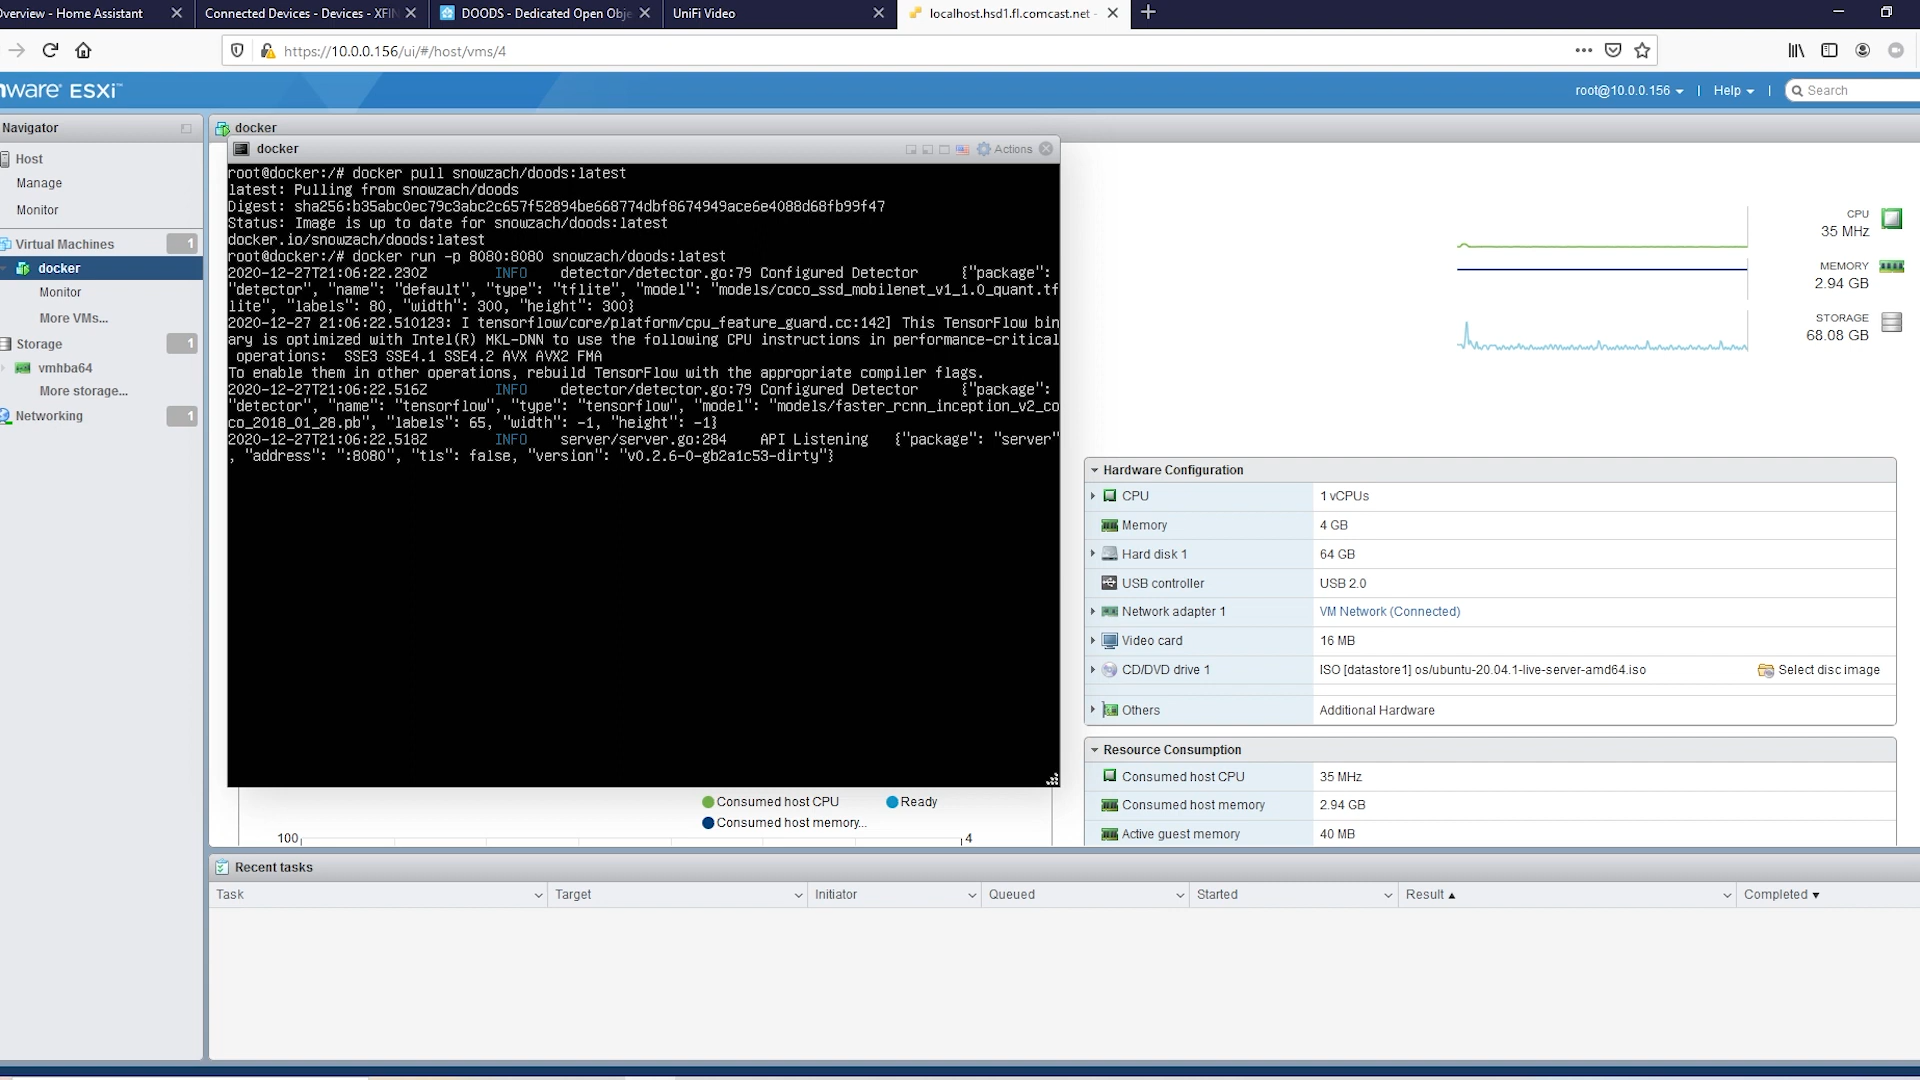 Overview - Home Assistant
Connected Devices - Devices - XFIN
DOODS - Dedicated Open Obje
UniFi Video
localhost.hsd1.fl.comcast.net -
https://10.0.0.156/ui/#/host/vms/4
mware ESXi™
root@10.0.0.156
|
Help
|
Search
Navigator
Host
Manage
Monitor
Virtual Machines
1
docker
Monitor
More VMs...
Storage
1
vmhba64
More storage...
Networking
1
docker
docker
Actions
root@docker:/# docker pull snowzach/doods:latest
latest: Pulling from snowzach/doods
Digest: sha256:b35abc0ec79c3abc2c657f52894be668774dbf8674949ace6e4088d68fb99f47
Status: Image is up to date for snowzach/doods:latest
docker.io/snowzach/doods:latest
root@docker:/# docker run -p 8080:8080 snowzach/doods:latest
2020-12-27T21:06:22.230Z INFO detector/detector.go:79 Configured Detector {"package":
"detector", "name": "default", "type": "tflite", "model": "models/coco_ssd_mobilenet_v1_1.0_quant.tf
lite", "labels": 80, "width": 300, "height": 300}
2020-12-27 21:06:22.510123: I tensorflow/core/platform/cpu_feature_guard.cc:142] This TensorFlow bin
ary is optimized with Intel(R) MKL-DNN to use the following CPU instructions in performance-critical
operations: SSE3 SSE4.1 SSE4.2 AVX AVX2 FMA
To enable them in other operations, rebuild TensorFlow with the appropriate compiler flags.
2020-12-27T21:06:22.516Z INFO detector/detector.go:79 Configured Detector {"package":
"detector", "name": "tensorflow", "type": "tensorflow", "model": "models/faster_rcnn_inception_v2_co
co_2018_01_28.pb", "labels": 65, "width": -1, "height": -1}
2020-12-27T21:06:22.518Z INFO server/server.go:284 API Listening {"package": "server"
, "address": ":8080", "tls": false, "version": "v0.2.6-0-gb2a1c53-dirty"}
Consumed host CPU
Ready
Consumed host memory...
100
4
CPU
35 MHz
MEMORY
2.94 GB
STORAGE
68.08 GB
Hardware Configuration
CPU 1 vCPUs
Memory 4 GB
Hard disk 1 64 GB
USB controller USB 2.0
Network adapter 1 VM Network (Connected)
Video card 16 MB
CD/DVD drive 1 ISO [datastore1] os/ubuntu-20.04.1-live-server-amd64.iso Select disc image
Others Additional Hardware
Resource Consumption
Consumed host CPU 35 MHz
Consumed host memory 2.94 GB
Active guest memory 40 MB
Recent tasks
Task Target Initiator Queued Started Result Completed